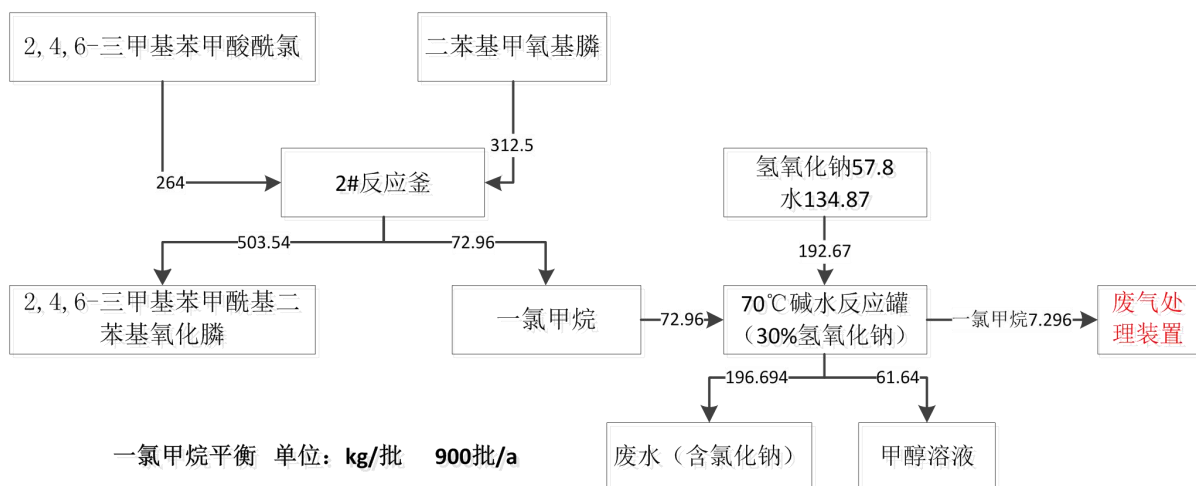 2,4,6-三甲基苯甲酸酰氯
二苯基甲氧基膦
312.5
264
2#反应釜
氢氧化钠57.8
水134.87
503.54
72.96
192.67
2,4,6-三甲基苯甲酰基二
苯基氧化膦
一氯甲烷
72.96
70℃碱水反应罐
（30%氢氧化钠）
一氯甲烷7.296
废气处
理装置
196.694
61.64
废水（含氯化钠）
甲醇溶液
一氯甲烷平衡 单位：kg/批 900批/a